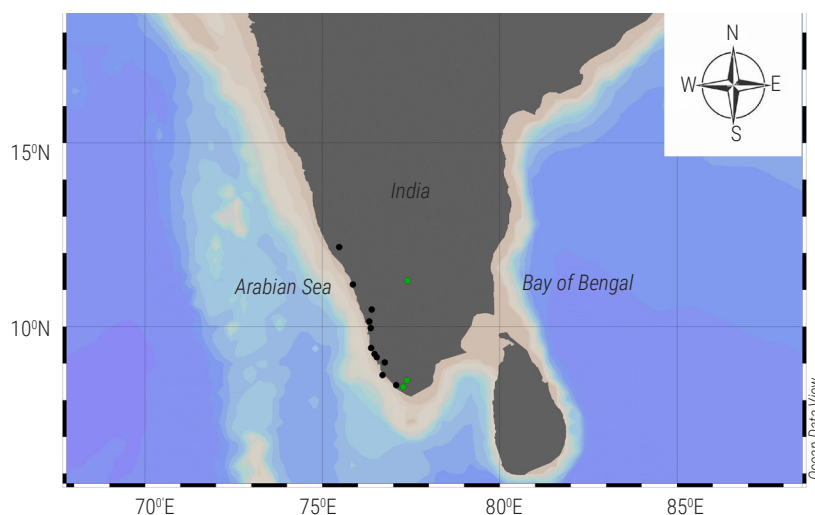 N
W E
S
15⁰N
India
Arabian Sea
Bay of Bengal
10⁰N
Ocean Data View
70⁰E 75⁰E 80⁰E 85⁰E